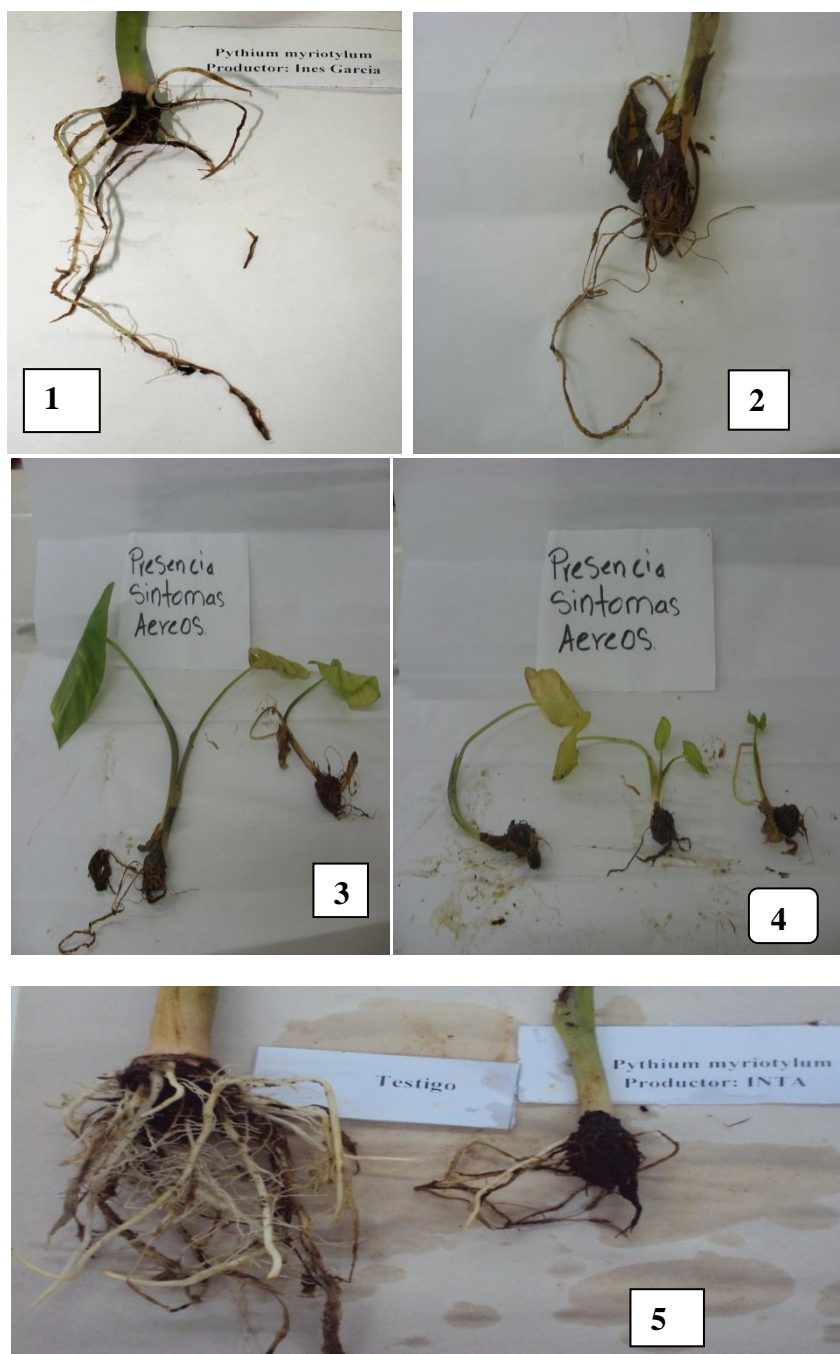 Pythium myriotylum
Productor: Ines Garcia
1
2
Presencia
Sintomas
Aereos.
3
Presencia
Sintomas
Aereos.
4
Testigo
Pythium myriotylum
Productor: INTA
5